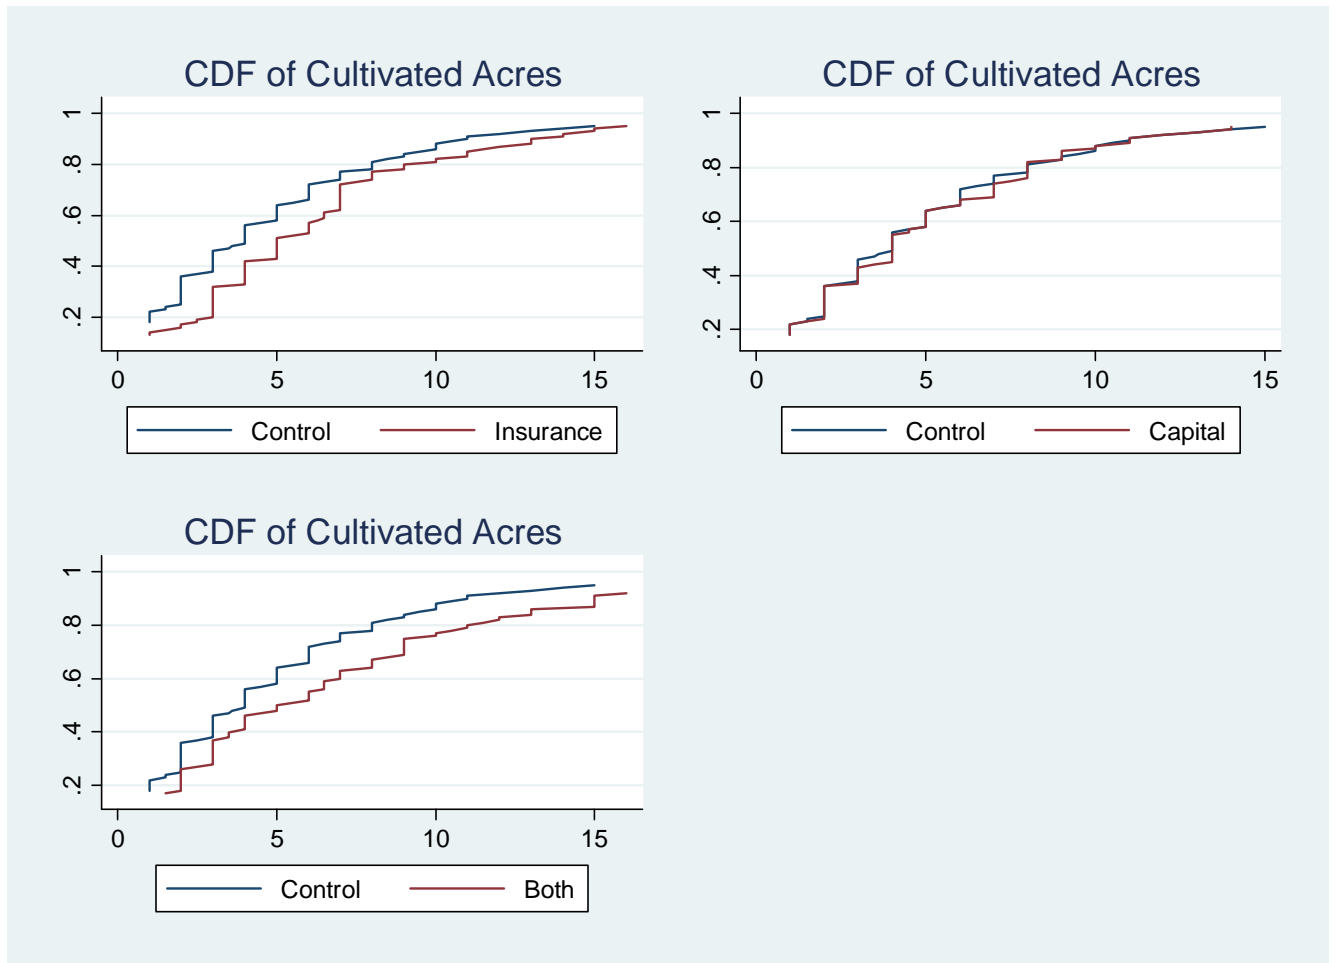 CDF of Cultivated Acres
1
.8
.6
.4
.2
0 5 10 15
Control Insurance
CDF of Cultivated Acres
1
.8
.6
.4
.2
0 5 10 15
Control Capital
CDF of Cultivated Acres
1
.8
.6
.4
.2
0 5 10 15
Control Both